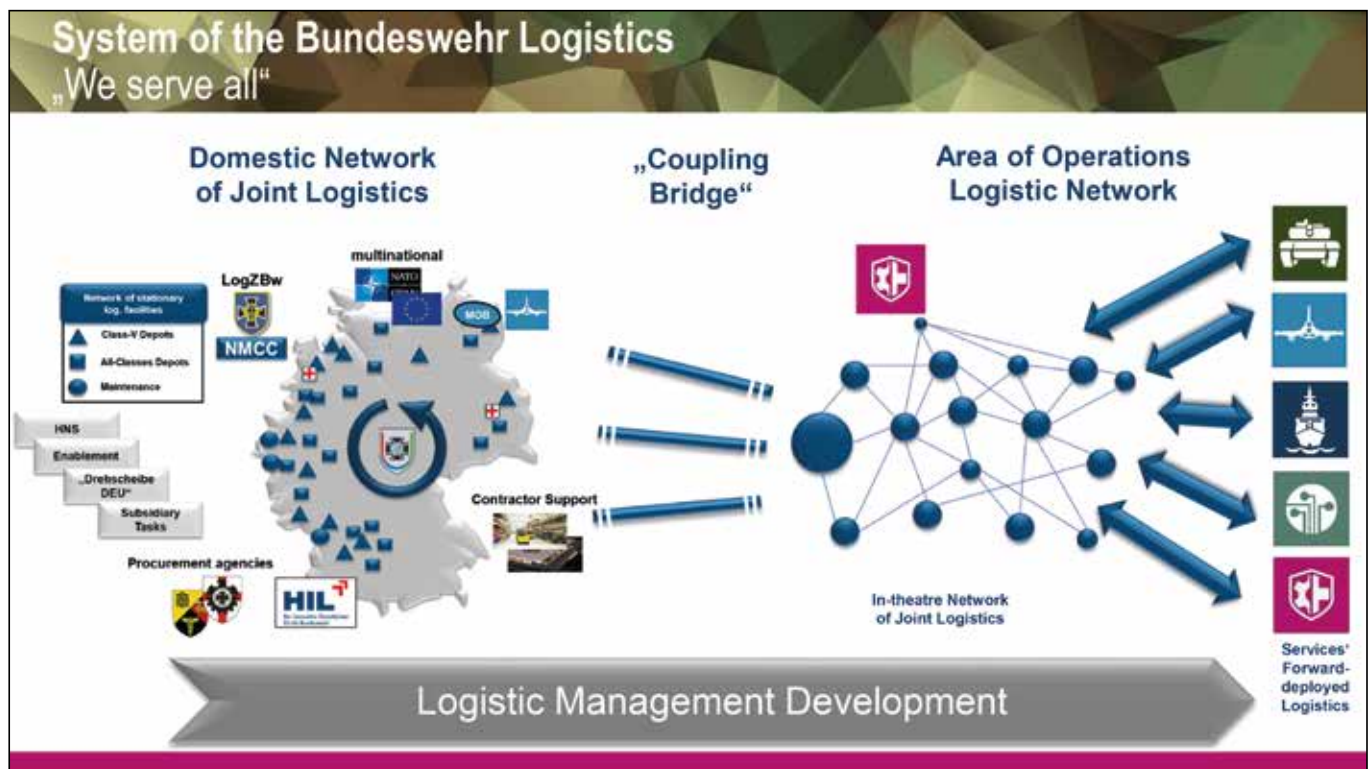 System of the Bundeswehr Logistics
„We serve all“
Domestic Network
of Joint Logistics
„Coupling
Bridge“
Area of Operations
Logistic Network
multinational
NATO
LogZBw
NMCC
MOB
Network of stationary
log. facilities
Class-V Depots
All-Classes Depots
Maintenance
HNS
Enablement
„Drehscheibe
DEU“
Subsidiary
Tasks
Contractor Support
Procurement agencies
HIL
In-theatre Network
of Joint Logistics
Services‘
Forward-
deployed
Logistics
Logistic Management Development